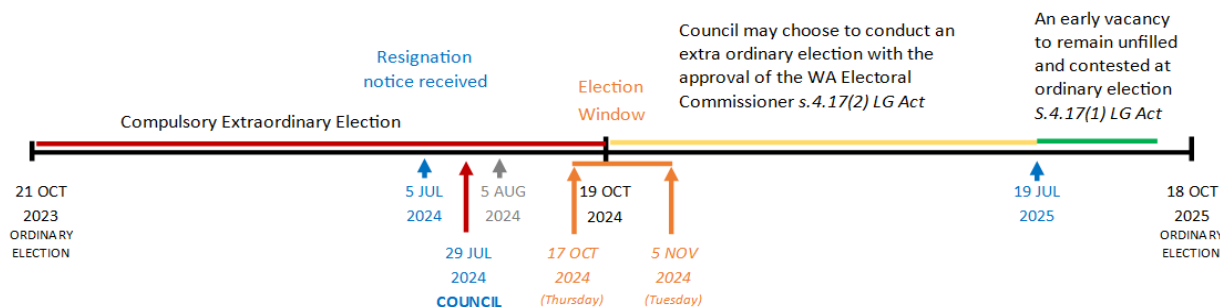 Resignation
notice received
Compulsory Extraordinary Election
Election
Window
Council may choose to conduct an
extra ordinary election with the
approval of the WA Electoral
Commissioner s.4.17(2) LG Act
An early vacancy
to remain unfilled
and contested at
ordinary election
S.4.17(1) LG Act
21 OCT
2023
ORDINARY
ELECTION
5 JUL
2024
29 JUL
2024
COUNCIL
5 AUG
2024
17 OCT
2024
(Thursday)
19 OCT
2024
5 NOV
2024
(Tuesday)
19 JUL
2025
18 OCT
2025
ORDINARY
ELECTION